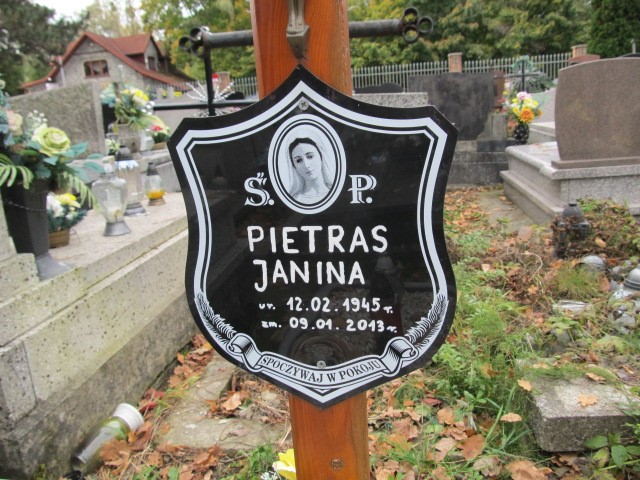 Ś. P.
PIETRAS
JANINA
ur. 12.02.1945 r.
zm. 09.01.2013 r.
SPOCZYWAJ W POKOJU